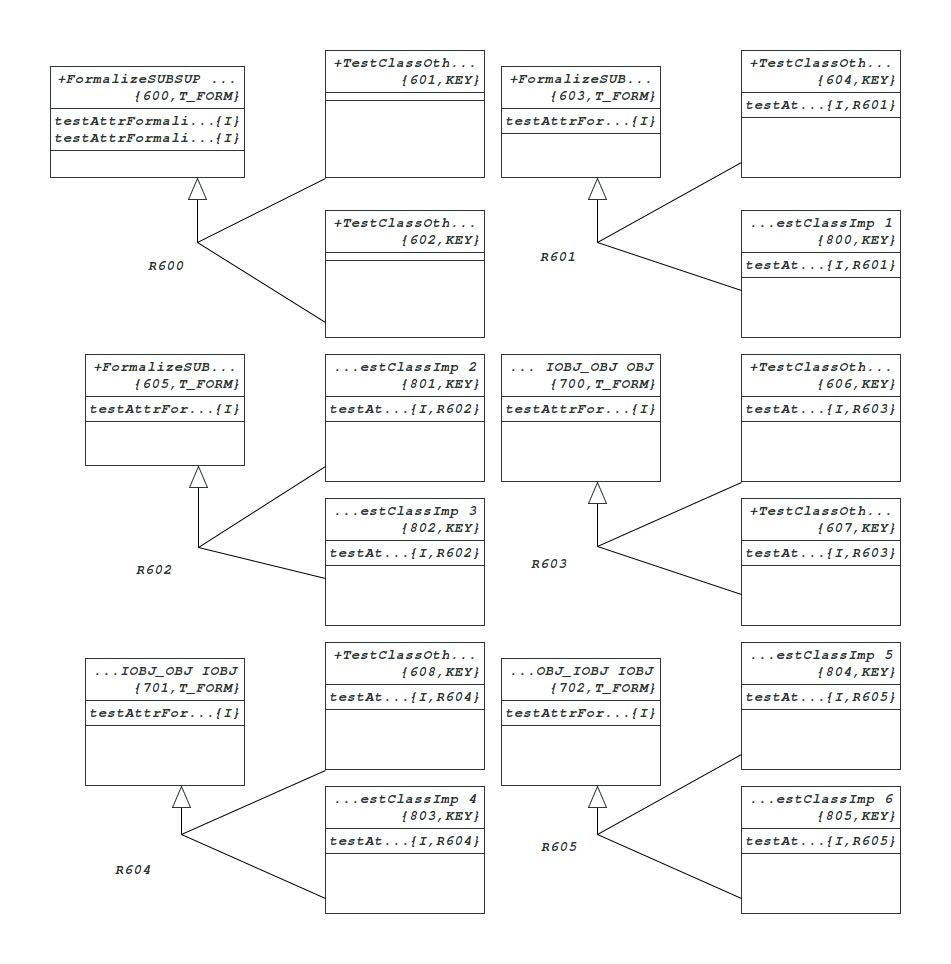 +FormalizeSUBSUP ...
{600,T_FORM}
testAttrFormali...{I}
testAttrFormali...{I}
+TestClassOth...
{601,KEY}
+TestClassOth...
{602,KEY}
R600
+FormalizeSUB...
{603,T_FORM}
testAttrFor...{I}
+TestClassOth...
{604,KEY}
testAt...{I,R601}
...estClassImp 1
{800,KEY}
testAt...{I,R601}
R601
+FormalizeSUB...
{605,T_FORM}
testAttrFor...{I}
...estClassImp 2
{801,KEY}
testAt...{I,R602}
...estClassImp 3
{802,KEY}
testAt...{I,R602}
R602
... IOBJ_OBJ OBJ
{700,T_FORM}
testAttrFor...{I}
+TestClassOth...
{606,KEY}
testAt...{I,R603}
+TestClassOth...
{607,KEY}
testAt...{I,R603}
R603
...IOBJ_OBJ IOBJ
{701,T_FORM}
testAttrFor...{I}
+TestClassOth...
{608,KEY}
testAt...{I,R604}
...estClassImp 4
{803,KEY}
testAt...{I,R604}
R604
...OBJ_IOBJ IOBJ
{702,T_FORM}
testAttrFor...{I}
...estClassImp 5
{804,KEY}
testAt...{I,R605}
...estClassImp 6
{805,KEY}
testAt...{I,R605}
R605